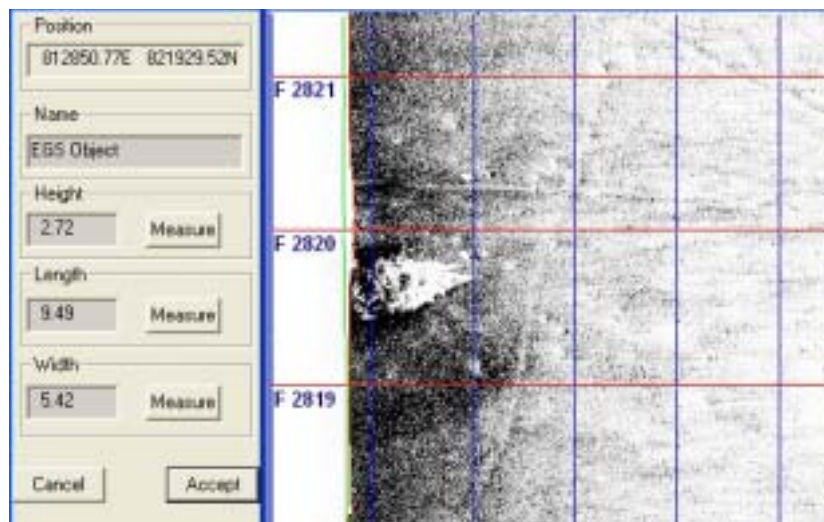 Position
812850.77E 821929.52N
Name
EGS Object
Height
2.72
Measure
Length
9.49
Measure
Width
5.42
Measure
Cancel
Accept
F 2821
F 2820
F 2819